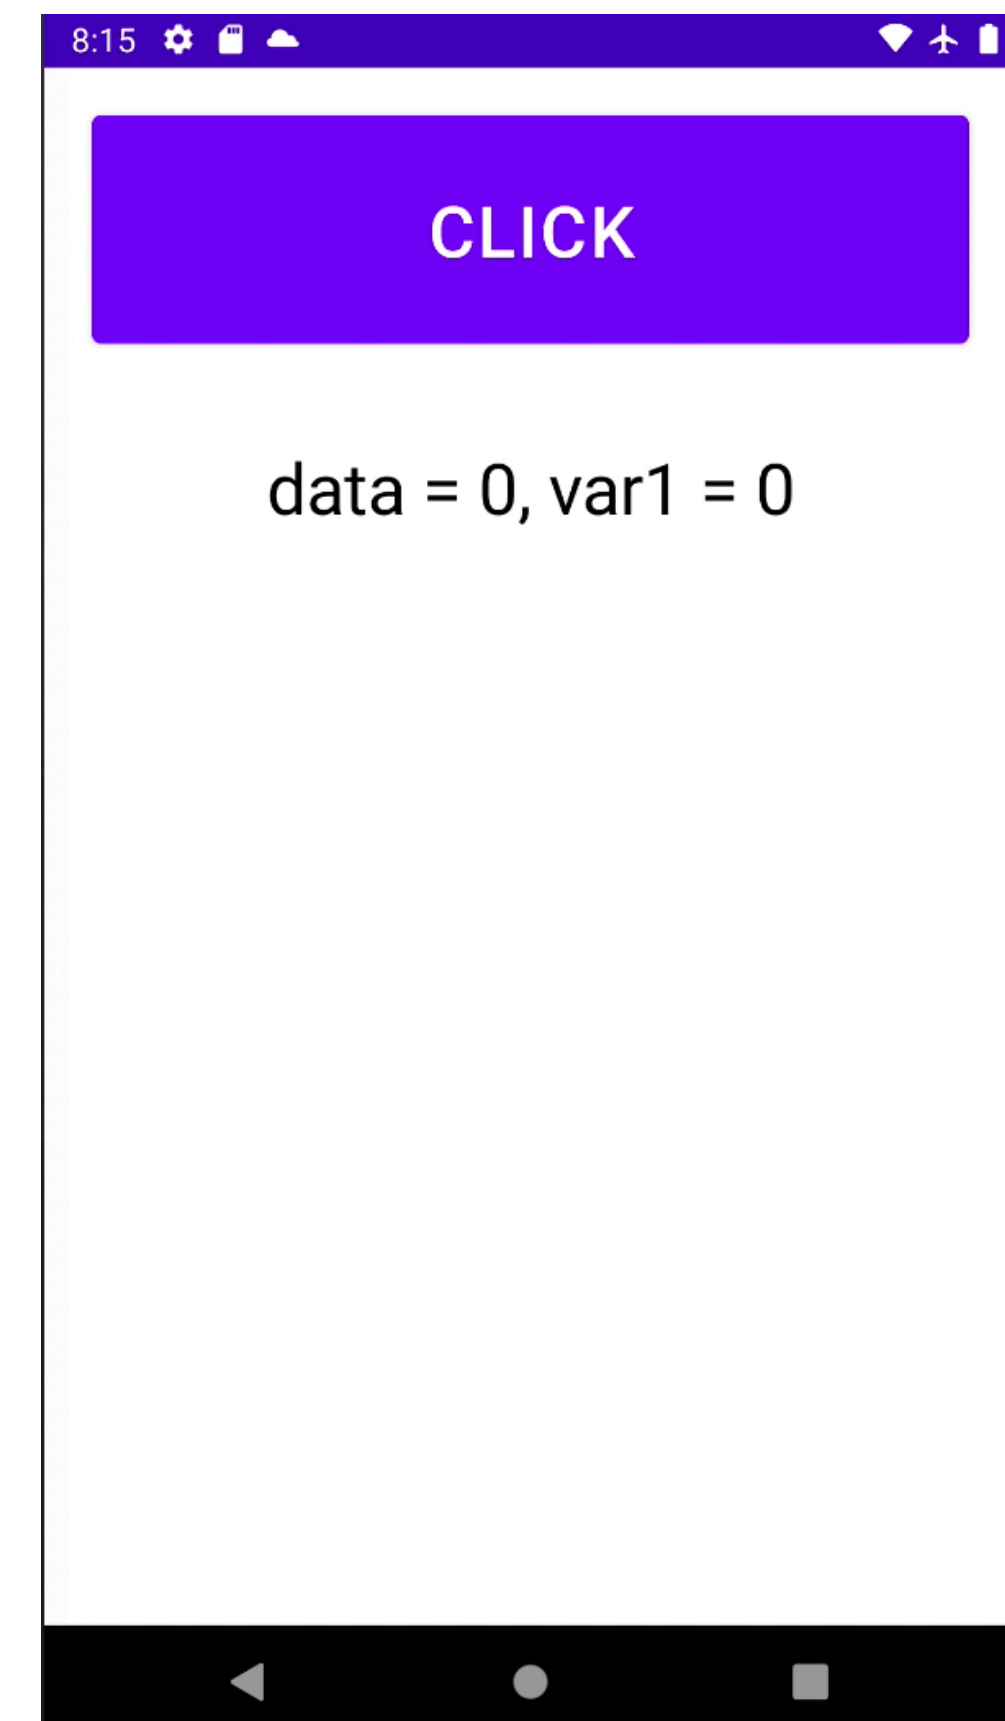 8:15
CLICK
data = 0, var1 = 0